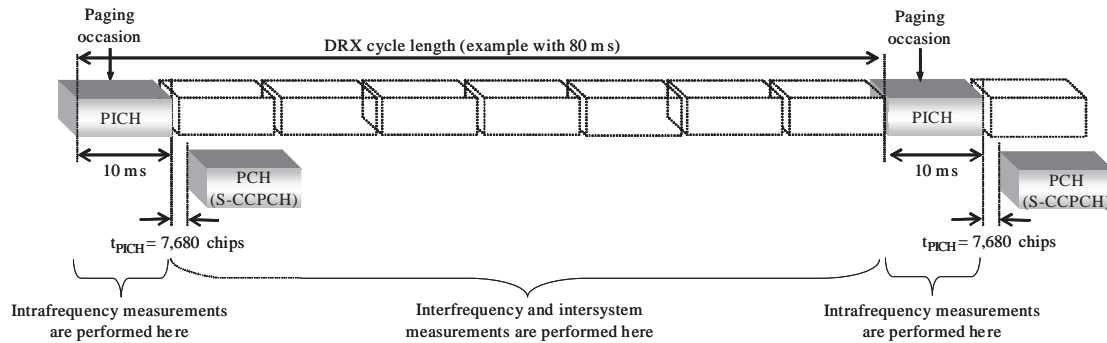 Paging
occasion
DRX cycle length (example with 80 ms)
Paging
occasion
PICH
PICH
10 ms
10 ms
PCH
(S-CCPCH)
PCH
(S-CCPCH)
tPICH = 7,680 chips
tPICH = 7,680 chips
Intrafrequency measurements
are performed here
Interfrequency and intersystem
measurements are performed here
Intrafrequency measurements
are performed here